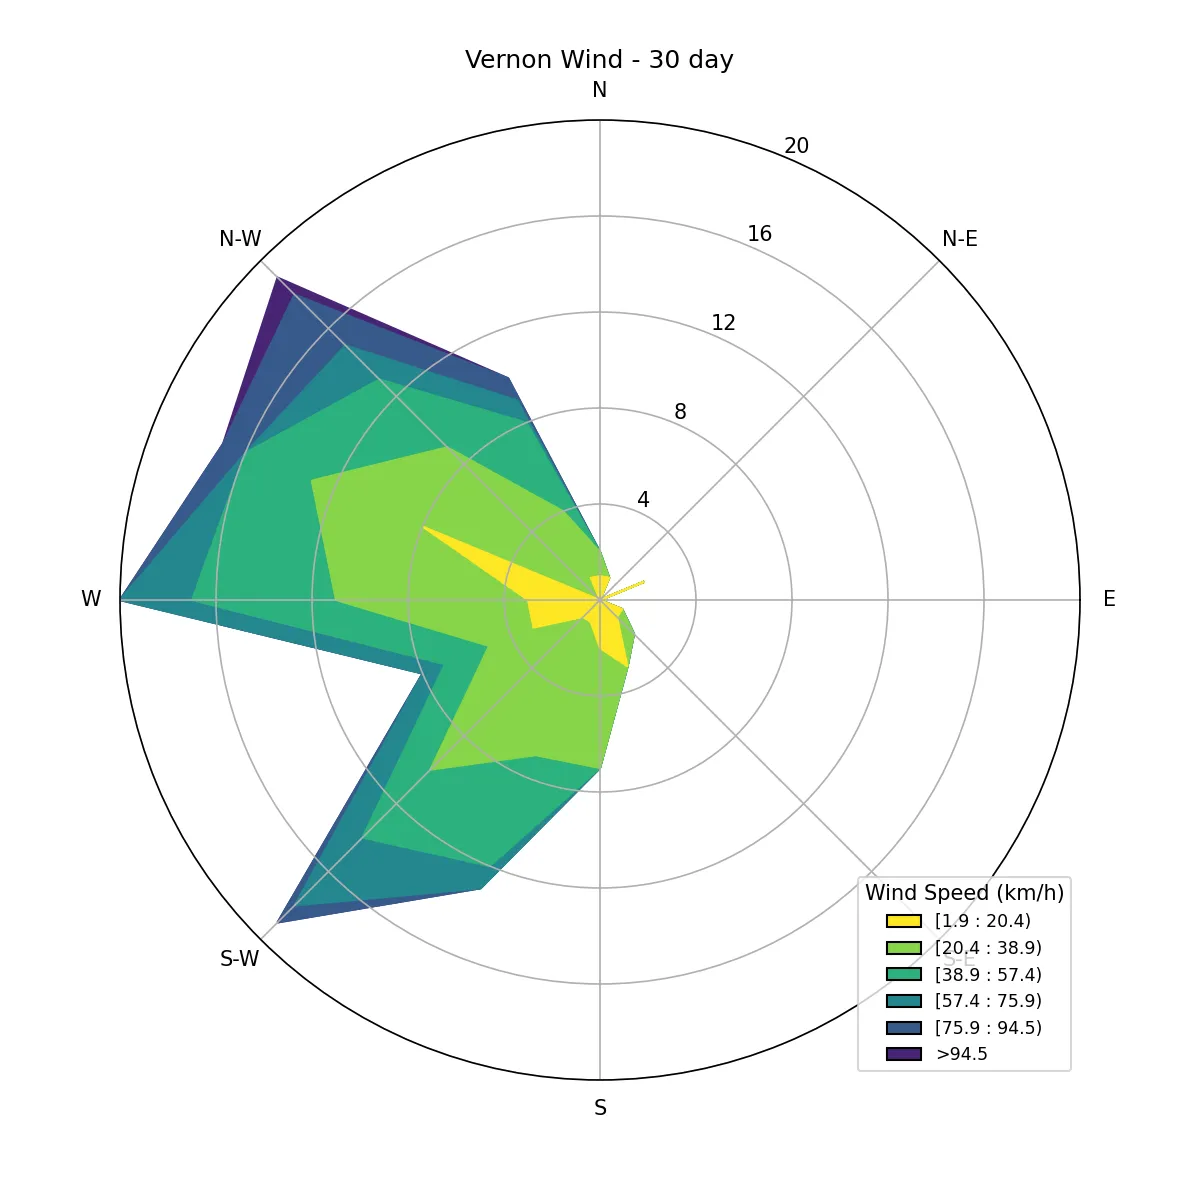 Vernon Wind - 30 day
N
20
N-W
N-E
16
12
8
4
W
E
Wind Speed (km/h)
[1.9 : 20.4)
[20.4 : 38.9)
S-W
S-E
[38.9 : 57.4)
[57.4 : 75.9)
[75.9 : 94.5)
>94.5
S